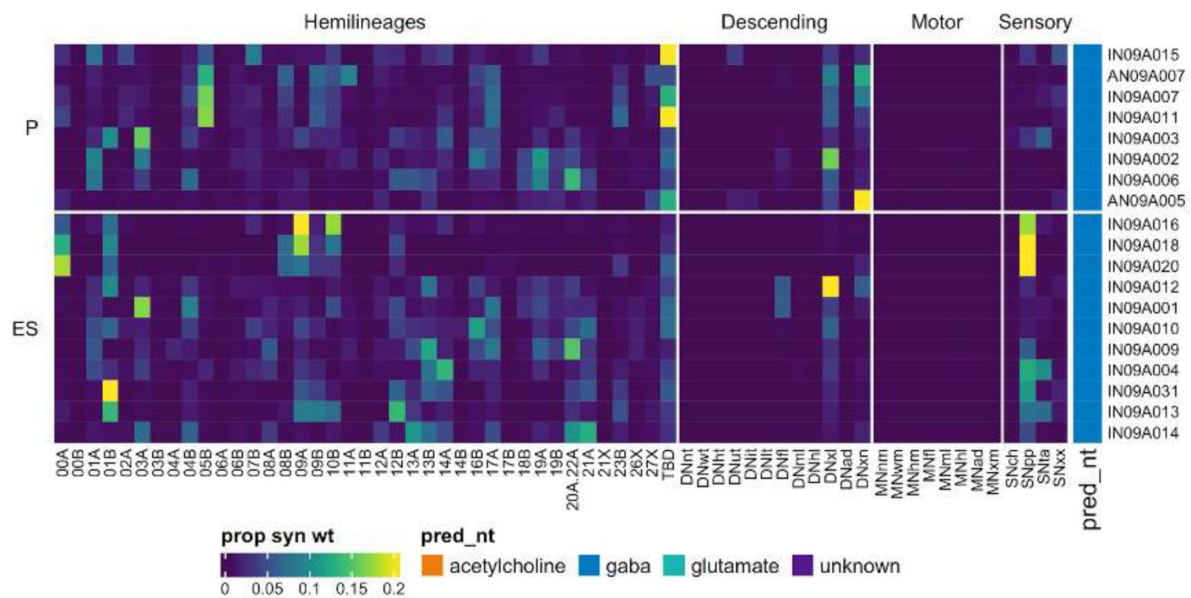 Hemilineages Descending Motor Sensory
P
IN09A015
AN09A007
IN09A007
IN09A011
IN09A003
IN09A002
IN09A006
AN09A005
ES
IN09A016
IN09A018
IN09A020
IN09A012
IN09A001
IN09A010
IN09A009
IN09A004
IN09A031
IN09A013
IN09A014
00A 00B 01A 01B 02A 03A 03B 04A 04B 05B 06A 06B 07B 08A 08B 09A 09B 10B 11A 11B 12A 12B 13A 13B 14A 14B 16B 17A 17B 18B 19A 19B 20A.22A 21A 21X 23B 26X 27X TBD DNnt DNwt DNht DNut DNit DNlt DNfl DNml DNhl DNxl DNad DNxn MNhm MNwm MNhm MNfl MNml MNhl MNad MNxm SNch SNpp SNta SNxx pred_nt
prop syn wt
0 0.05 0.1 0.15 0.2
pred_nt
acetylcholine gaba glutamate unknown